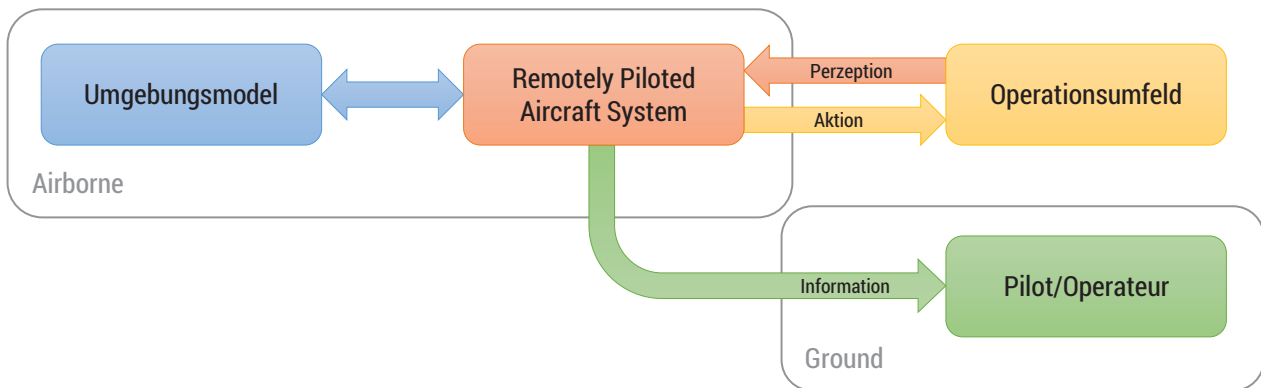 Umgebungsmodel
Remotely Piloted
Aircraft System
Perzeption
Aktion
Operationsumfeld
Airborne
Information
Pilot/Operateur
Ground